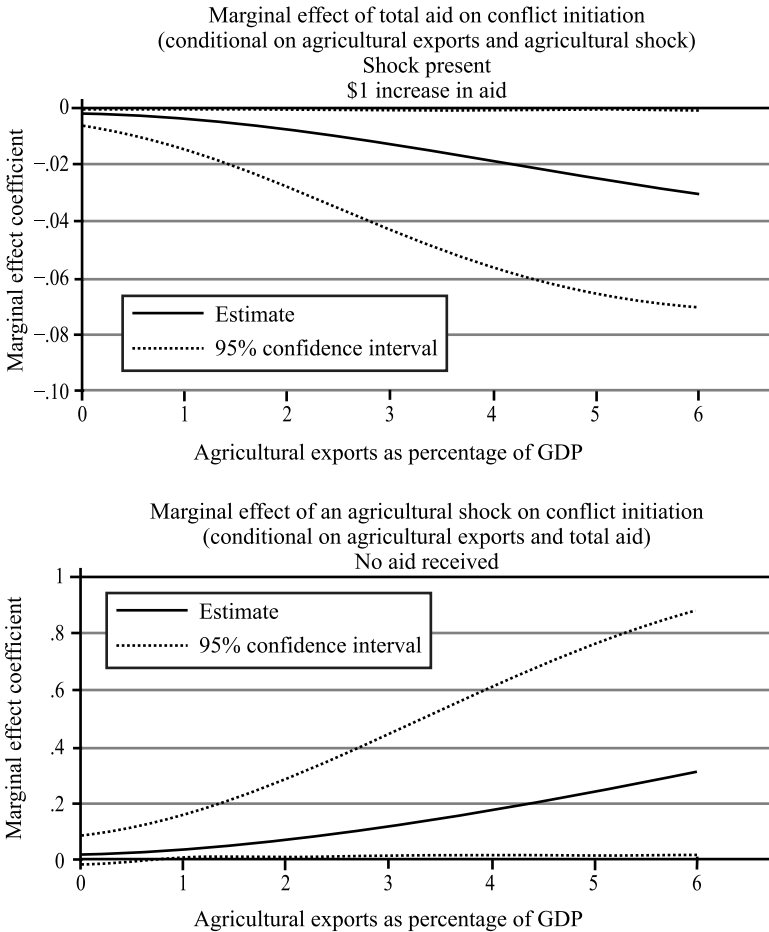 Marginal effect of total aid on conflict initiation
(conditional on agricultural exports and agricultural shock)
Shock present
$1 increase in aid
Marginal effect coefficient
0
−.02
−.04
−.06
−.08
−.10
Estimate
95% confidence interval
0 1 2 3 4 5 6
Agricultural exports as percentage of GDP
Marginal effect of an agricultural shock on conflict initiation
(conditional on agricultural exports and total aid)
No aid received
Marginal effect coefficient
1
.8
.6
.4
.2
0
Estimate
95% confidence interval
0 1 2 3 4 5 6
Agricultural exports as percentage of GDP